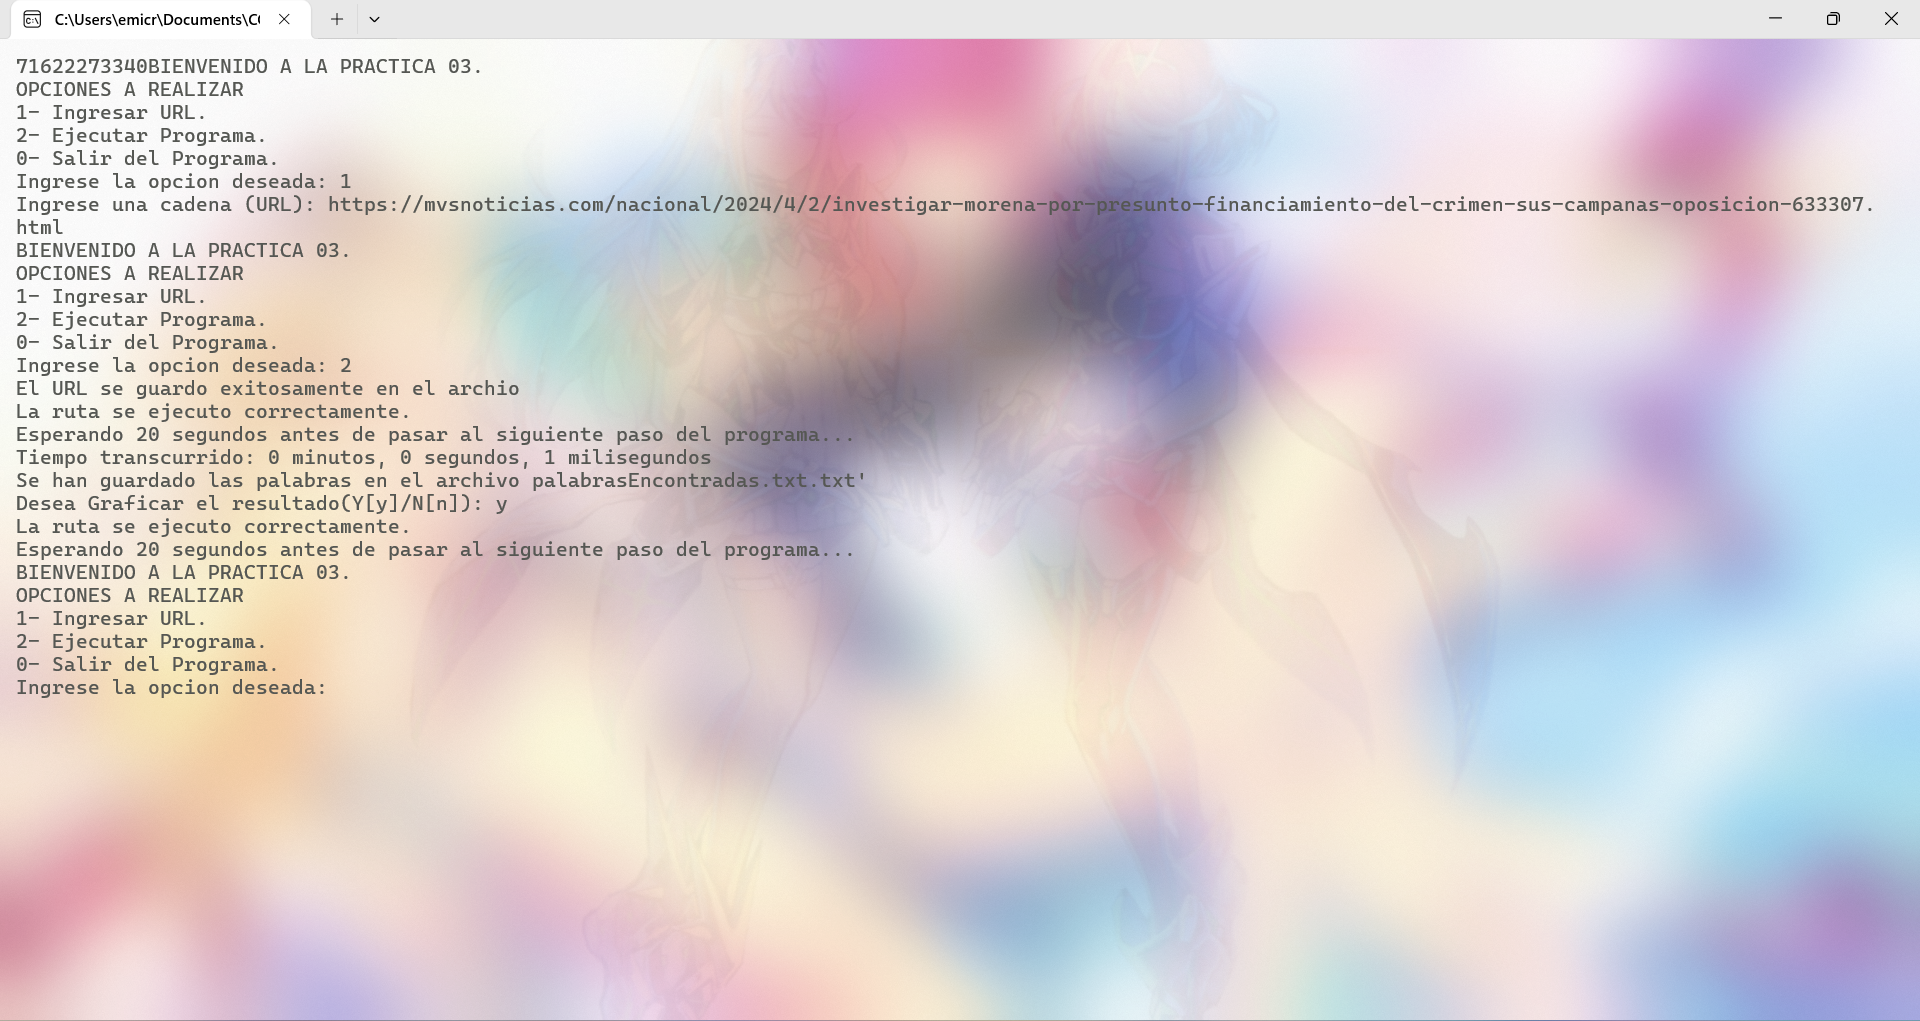 C:\Users\emicr\Documents\C
71622273340BIENVENIDO A LA PRACTICA 03.
OPCIONES A REALIZAR
1- Ingresar URL.
2- Ejecutar Programa.
0- Salir del Programa.
Ingrese la opcion deseada: 1
Ingrese una cadena (URL): https://mvsnoticias.com/nacional/2024/4/2/investigar-morena-por-presunto-financiamiento-del-crimen-sus-campanas-oposicion-633307.
html
BIENVENIDO A LA PRACTICA 03.
OPCIONES A REALIZAR
1- Ingresar URL.
2- Ejecutar Programa.
0- Salir del Programa.
Ingrese la opcion deseada: 2
El URL se guardo exitosamente en el archio
La ruta se ejecuto correctamente.
Esperando 20 segundos antes de pasar al siguiente paso del programa...
Tiempo transcurrido: 0 minutos, 0 segundos, 1 milisegundos
Se han guardado las palabras en el archivo palabrasEncontradas.txt.txt'
Desea Graficar el resultado(Y[y]/N[n]): y
La ruta se ejecuto correctamente.
Esperando 20 segundos antes de pasar al siguiente paso del programa...
BIENVENIDO A LA PRACTICA 03.
OPCIONES A REALIZAR
1- Ingresar URL.
2- Ejecutar Programa.
0- Salir del Programa.
Ingrese la opcion deseada: